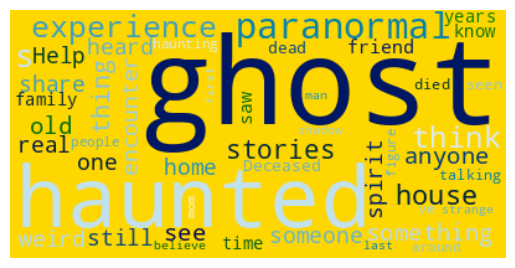 experience paranormal years
know
heard haunting dead friend
s Help
share thing encounter ghost died seen
family
saw man
old shadow think
real people stories figure
one Deceased spirit anyone
home talking
haunted house
mom
ve strange
weird still see someone something
believe time last around